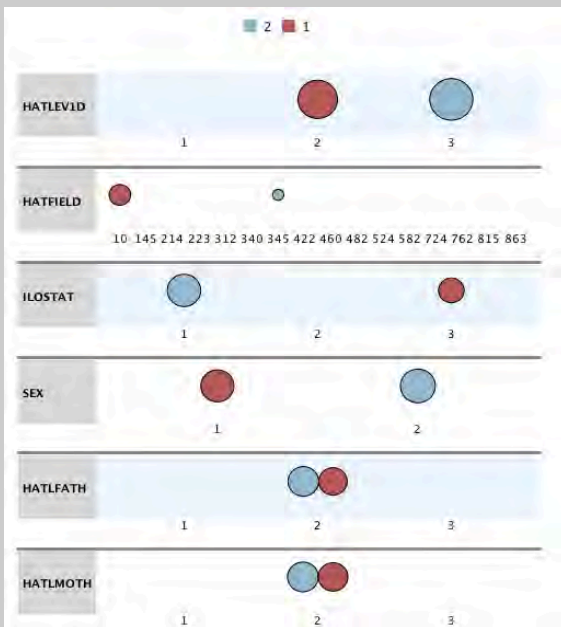 2 1
HATLEV1D
1 2 3
HATFIELD
10 145 214 223 312 340 345 422 460 482 524 582 724 762 815 863
ILOSTAT
1 2 3
SEX
1 2
HATLFATH
1 2 3
HATLMOTH
1 2 3